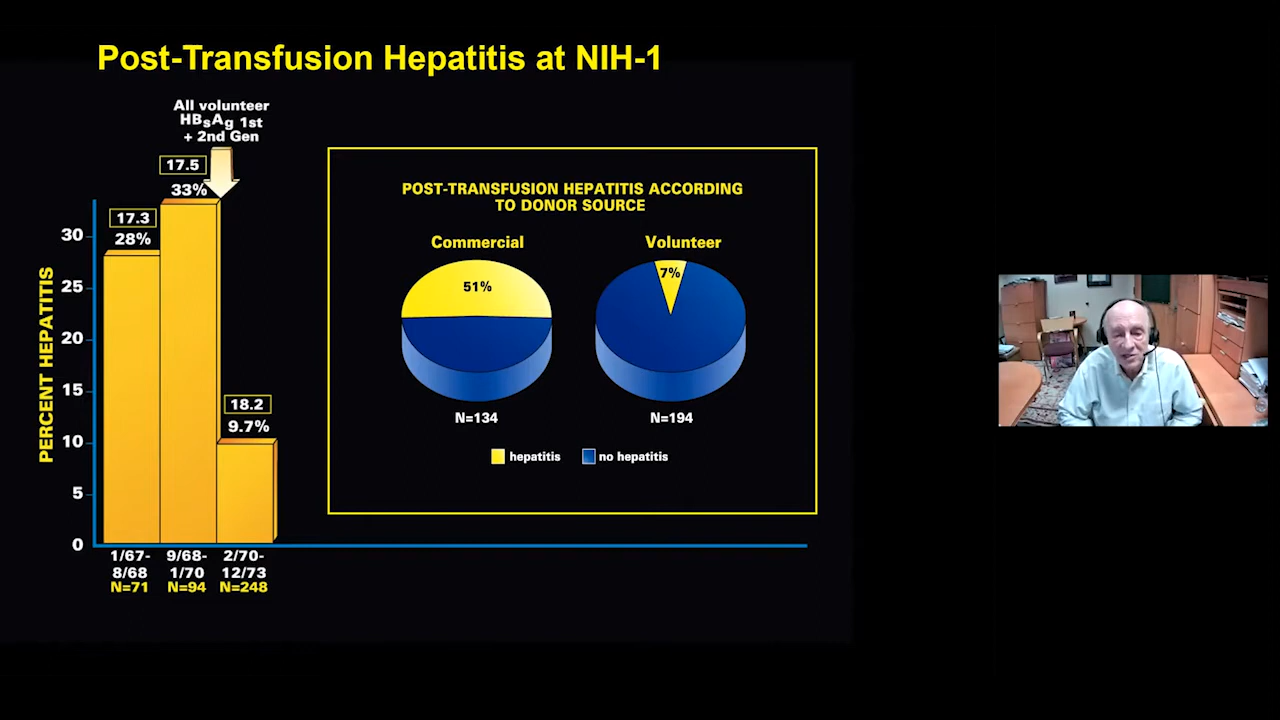 Post-Transfusion Hepatitis at NIH-1
All volunteer
HBsAg 1st
+ 2nd Gen
17.5
33%
17.3
28%
18.2
9.7%
PERCENT HEPATITIS
30
25
20
15
10
5
0
1/67-
8/68
N=71
9/68-
1/70
N=94
2/70-
12/73
N=248
POST-TRANSFUSION HEPATITIS ACCORDING
TO DONOR SOURCE
Commercial
Volunteer
51%
7%
N=134
N=194
hepatitis
no hepatitis